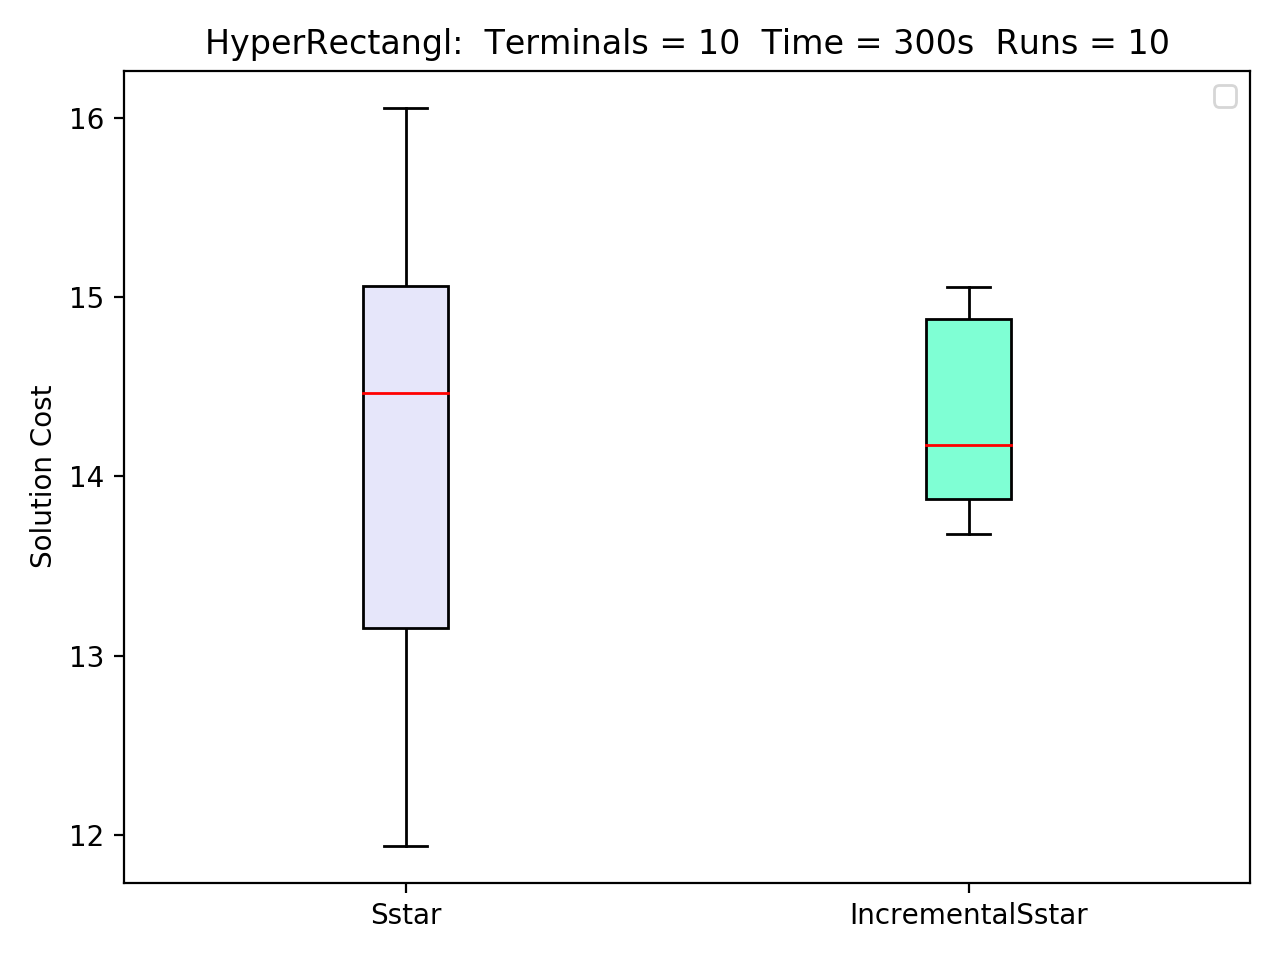 HyperRectangl:  Terminals = 10  Time = 300s  Runs = 10
16
15
14
13
12
Solution Cost
Sstar
IncrementalSstar